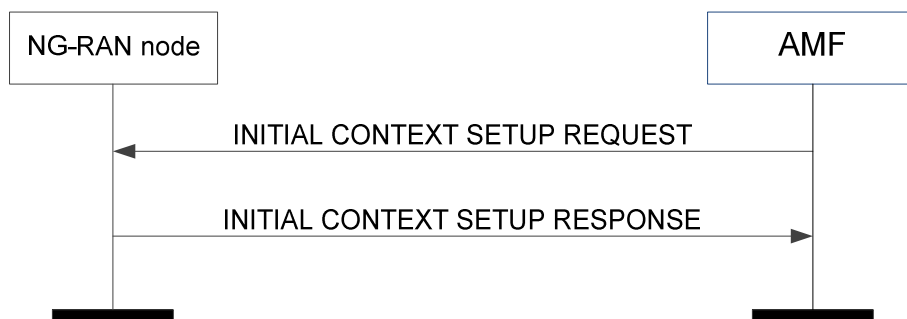 NG-RAN node
AMF
INITIAL CONTEXT SETUP REQUEST
INITIAL CONTEXT SETUP RESPONSE